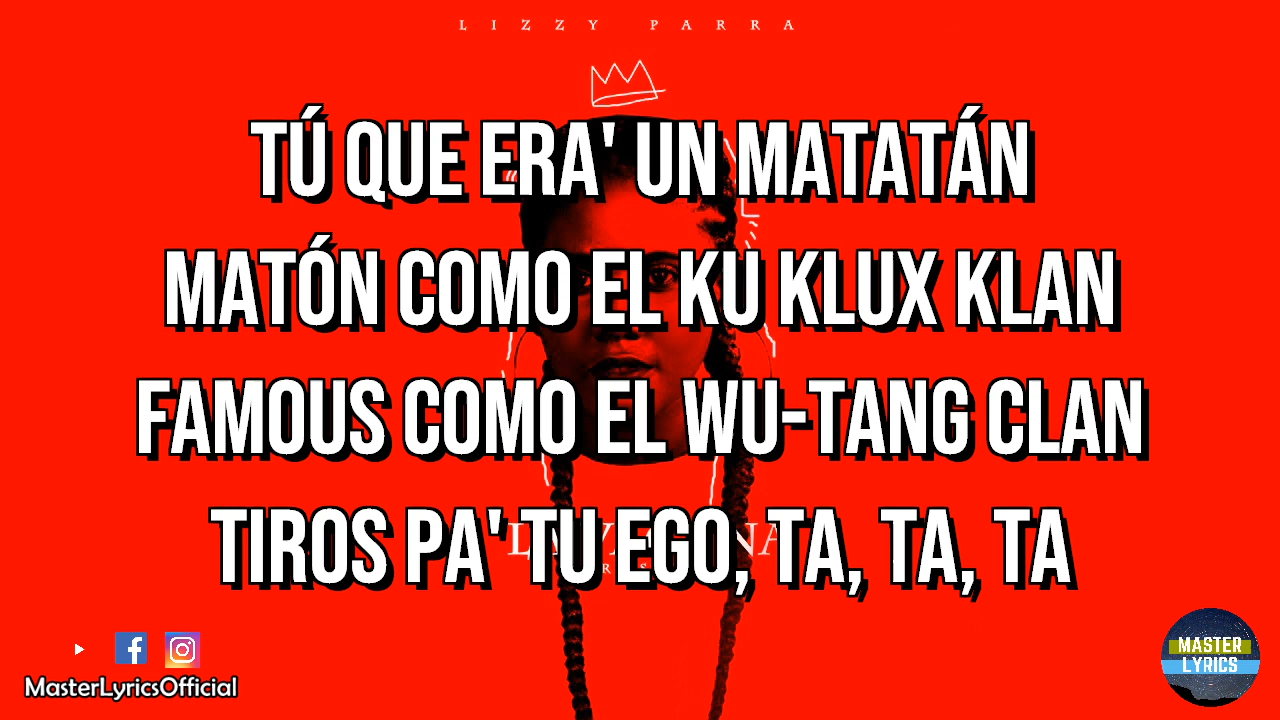 LIZZY PARRA
TÚ QUE ERA' UN MATATÁN
MATÓN COMO EL KU KLUX KLAN
FAMOUS COMO EL WU-TANG CLAN
TIROS PA' TU EGO, TA, TA, TA
MasterLyricsOfficial
MASTER
LYRICS